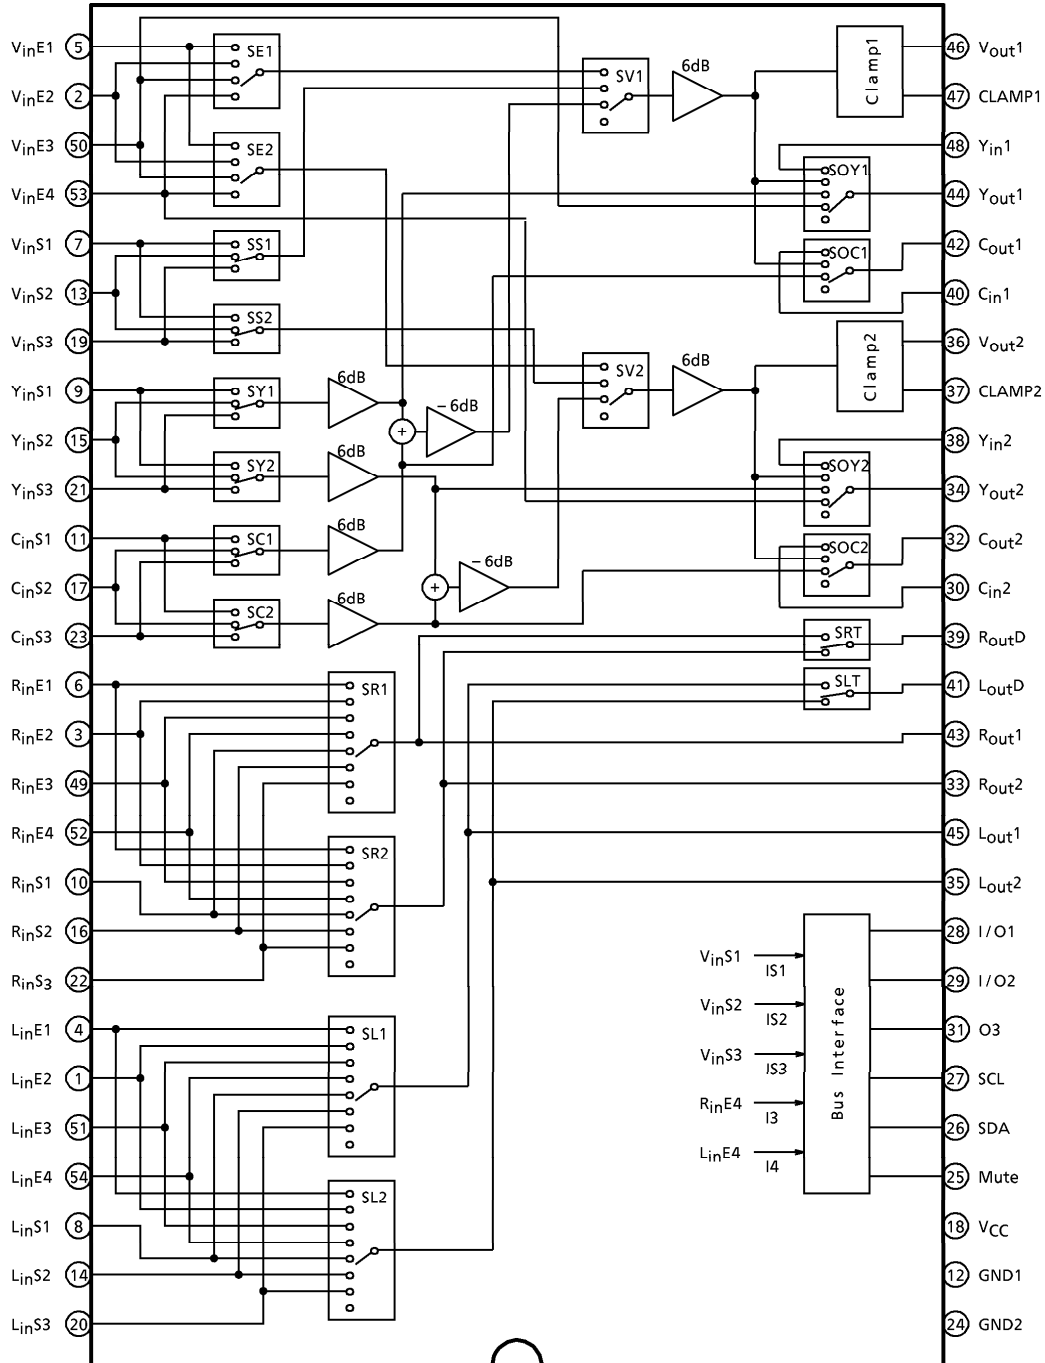 VinE1 5
VinE2 2
VinE3 50
VinE4 53
VinS1 7
VinS2 13
VinS3 19
YinS1 9
YinS2 15
YinS3 21
CinS1 11
CinS2 17
CinS3 23
RinE1 6
RinE2 3
RinE3 49
RinE4 52
RinS1 10
RinS2 16
RinS3 22
LinE1 4
LinE2 1
LinE3 51
LinE4 54
LinS1 8
LinS2 14
LinS3 20
SE1
SE2
SS1
SS2
SY1
SY2
SC1
SC2
6dB
6dB
6dB
6dB
+
- 6dB
+
- 6dB
SR1
SR2
SL1
SL2
SV1
6dB
SV2
6dB
Clamp1
SOY1
SOC1
Clamp2
SOY2
SOC2
SRT
SLT
VinS1
IS1
VinS2
IS2
VinS3
IS3
RinE4
I3
LinE4
I4
Bus Interface
46 Vout1
47 CLAMP1
48 Yin1
44 Yout1
42 Cout1
40 Cin1
36 Vout2
37 CLAMP2
38 Yin2
34 Yout2
32 Cout2
30 Cin2
39 RoutD
41 LoutD
43 Rout1
33 Rout2
45 Lout1
35 Lout2
28 I/O1
29 I/O2
31 O3
27 SCL
26 SDA
25 Mute
18 VCC
12 GND1
24 GND2